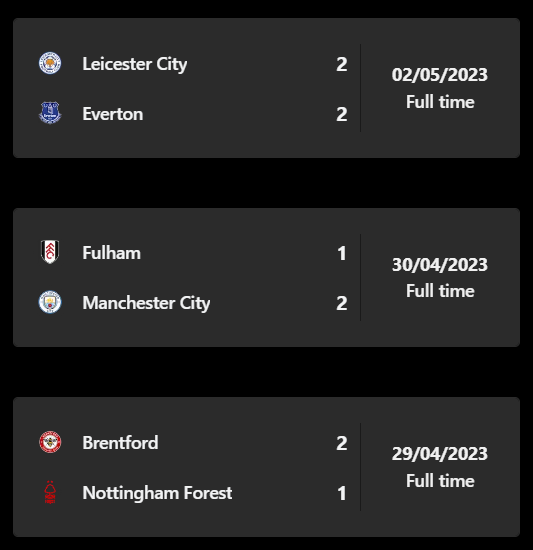 Leicester City 2
Everton 2
02/05/2023
Full time
Fulham 1
Manchester City 2
30/04/2023
Full time
Brentford 2
Nottingham Forest 1
29/04/2023
Full time